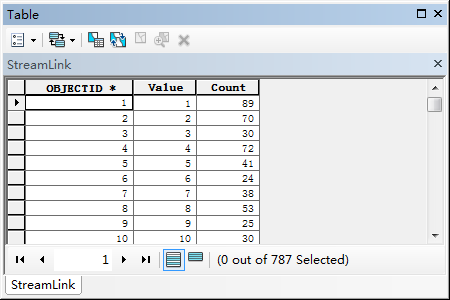 Table
StreamLink
OBJECTID * Value Count
1 1 89
2 2 70
3 3 30
4 4 72
5 5 41
6 6 24
7 7 38
8 8 53
9 9 25
10 10 30
1 (0 out of 787 Selected)
StreamLink